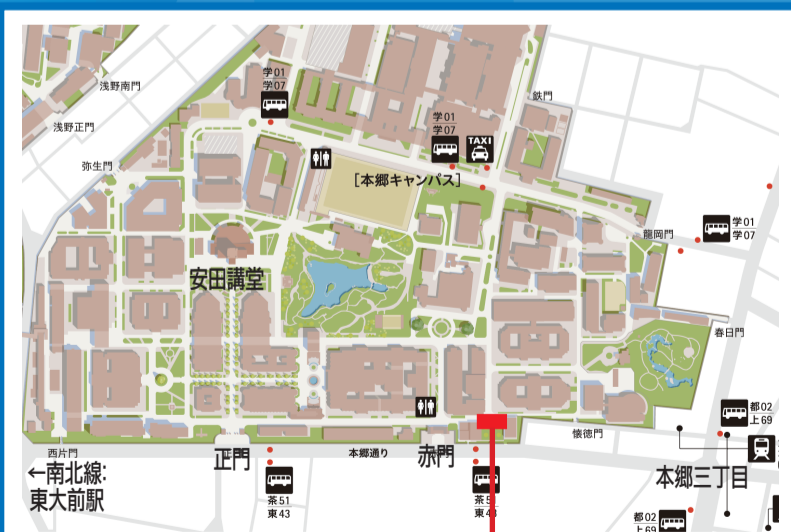 学01
学07
浅野南門
浅野正門
弥生門
鉄門
学01
学07
TAXI
[本郷キャンパス]
龍岡門
学01
学07
安田講堂
春日門
都02
上69
懐徳門
西片門
正門
本郷通り
赤門
本郷三丁目
←南北線:
東大前駅
茶51
東43
茶5
東4
都02
上69